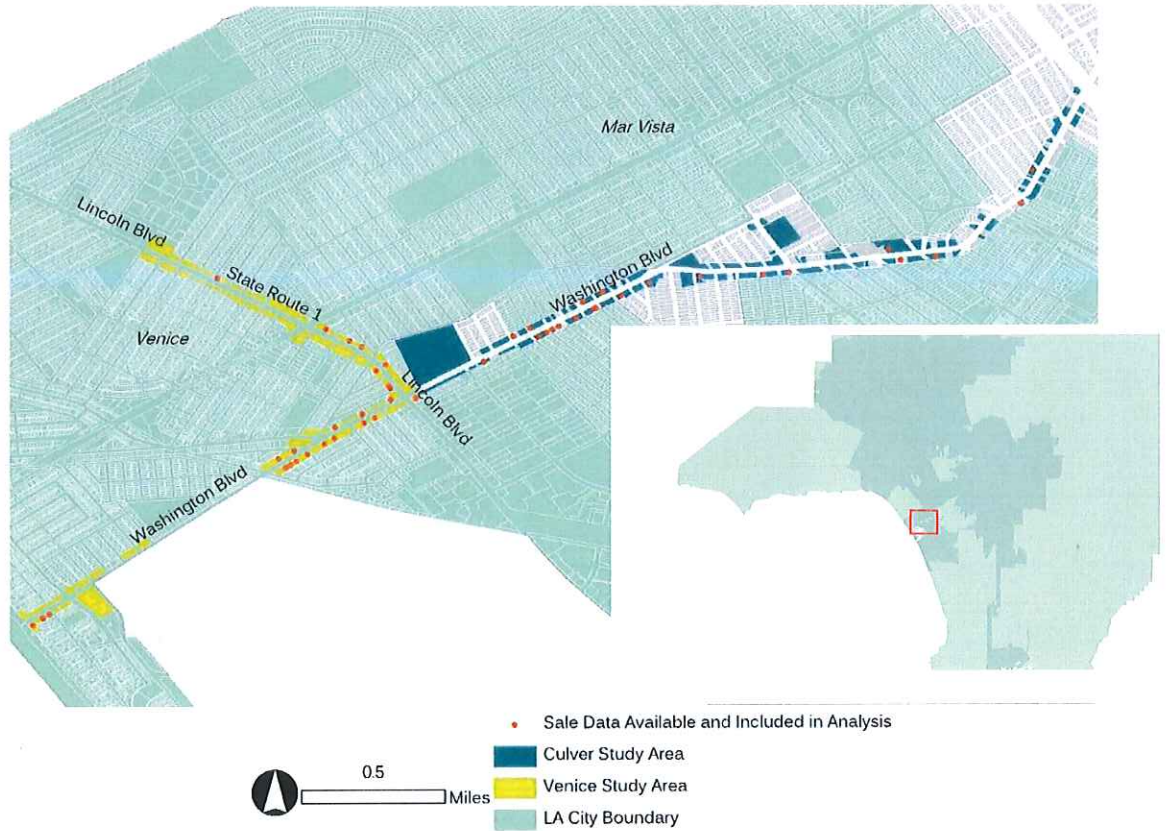 Mar Vista
Lincoln Blvd
State Route 1
Washington Blvd
Venice
Lincoln Blvd
Washington Blvd
Sale Data Available and Included in Analysis
Culver Study Area
0.5
Miles
Venice Study Area
LA City Boundary